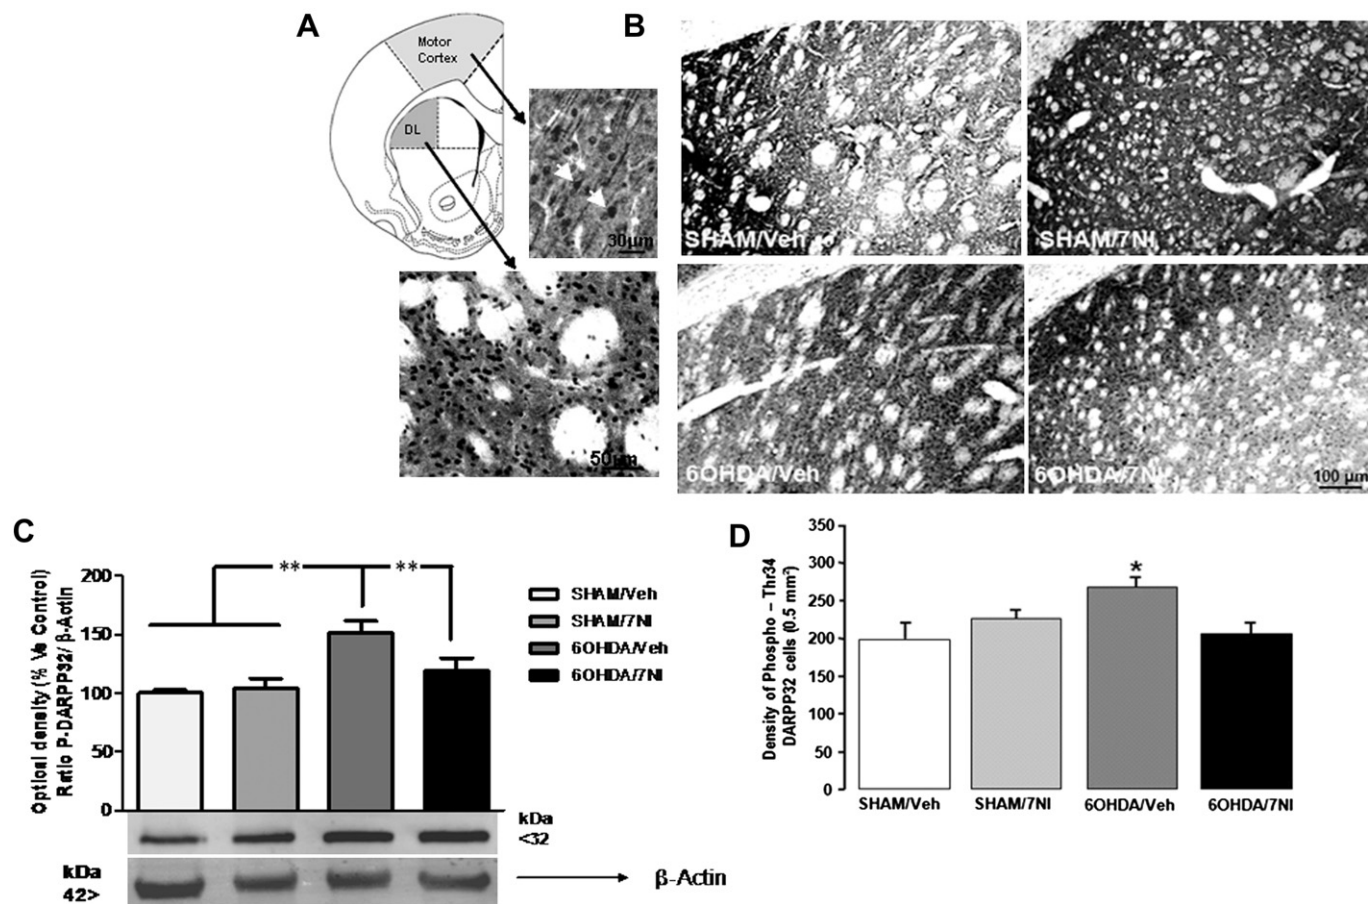 A
Motor
Cortex
DL
30µm
50µm
B
SHAM/Veh
SHAM/7NI
6OHDA/Veh
6OHDA/7NI
100 µm
C
Optical density (% Ve Control)
Ratio P-DARPP32/ β-Actin
200
150
100
50
0
**
**
SHAM/Veh
SHAM/7NI
6OHDA/Veh
6OHDA/7NI
kDa
<32
kDa
42>
β-Actin
D
Density of Phospho – Thr34
DARPP32 cells (0.5 mm²)
350
300
250
200
150
100
50
0
*
SHAM/Veh
SHAM/7NI
6OHDA/Veh
6OHDA/7NI